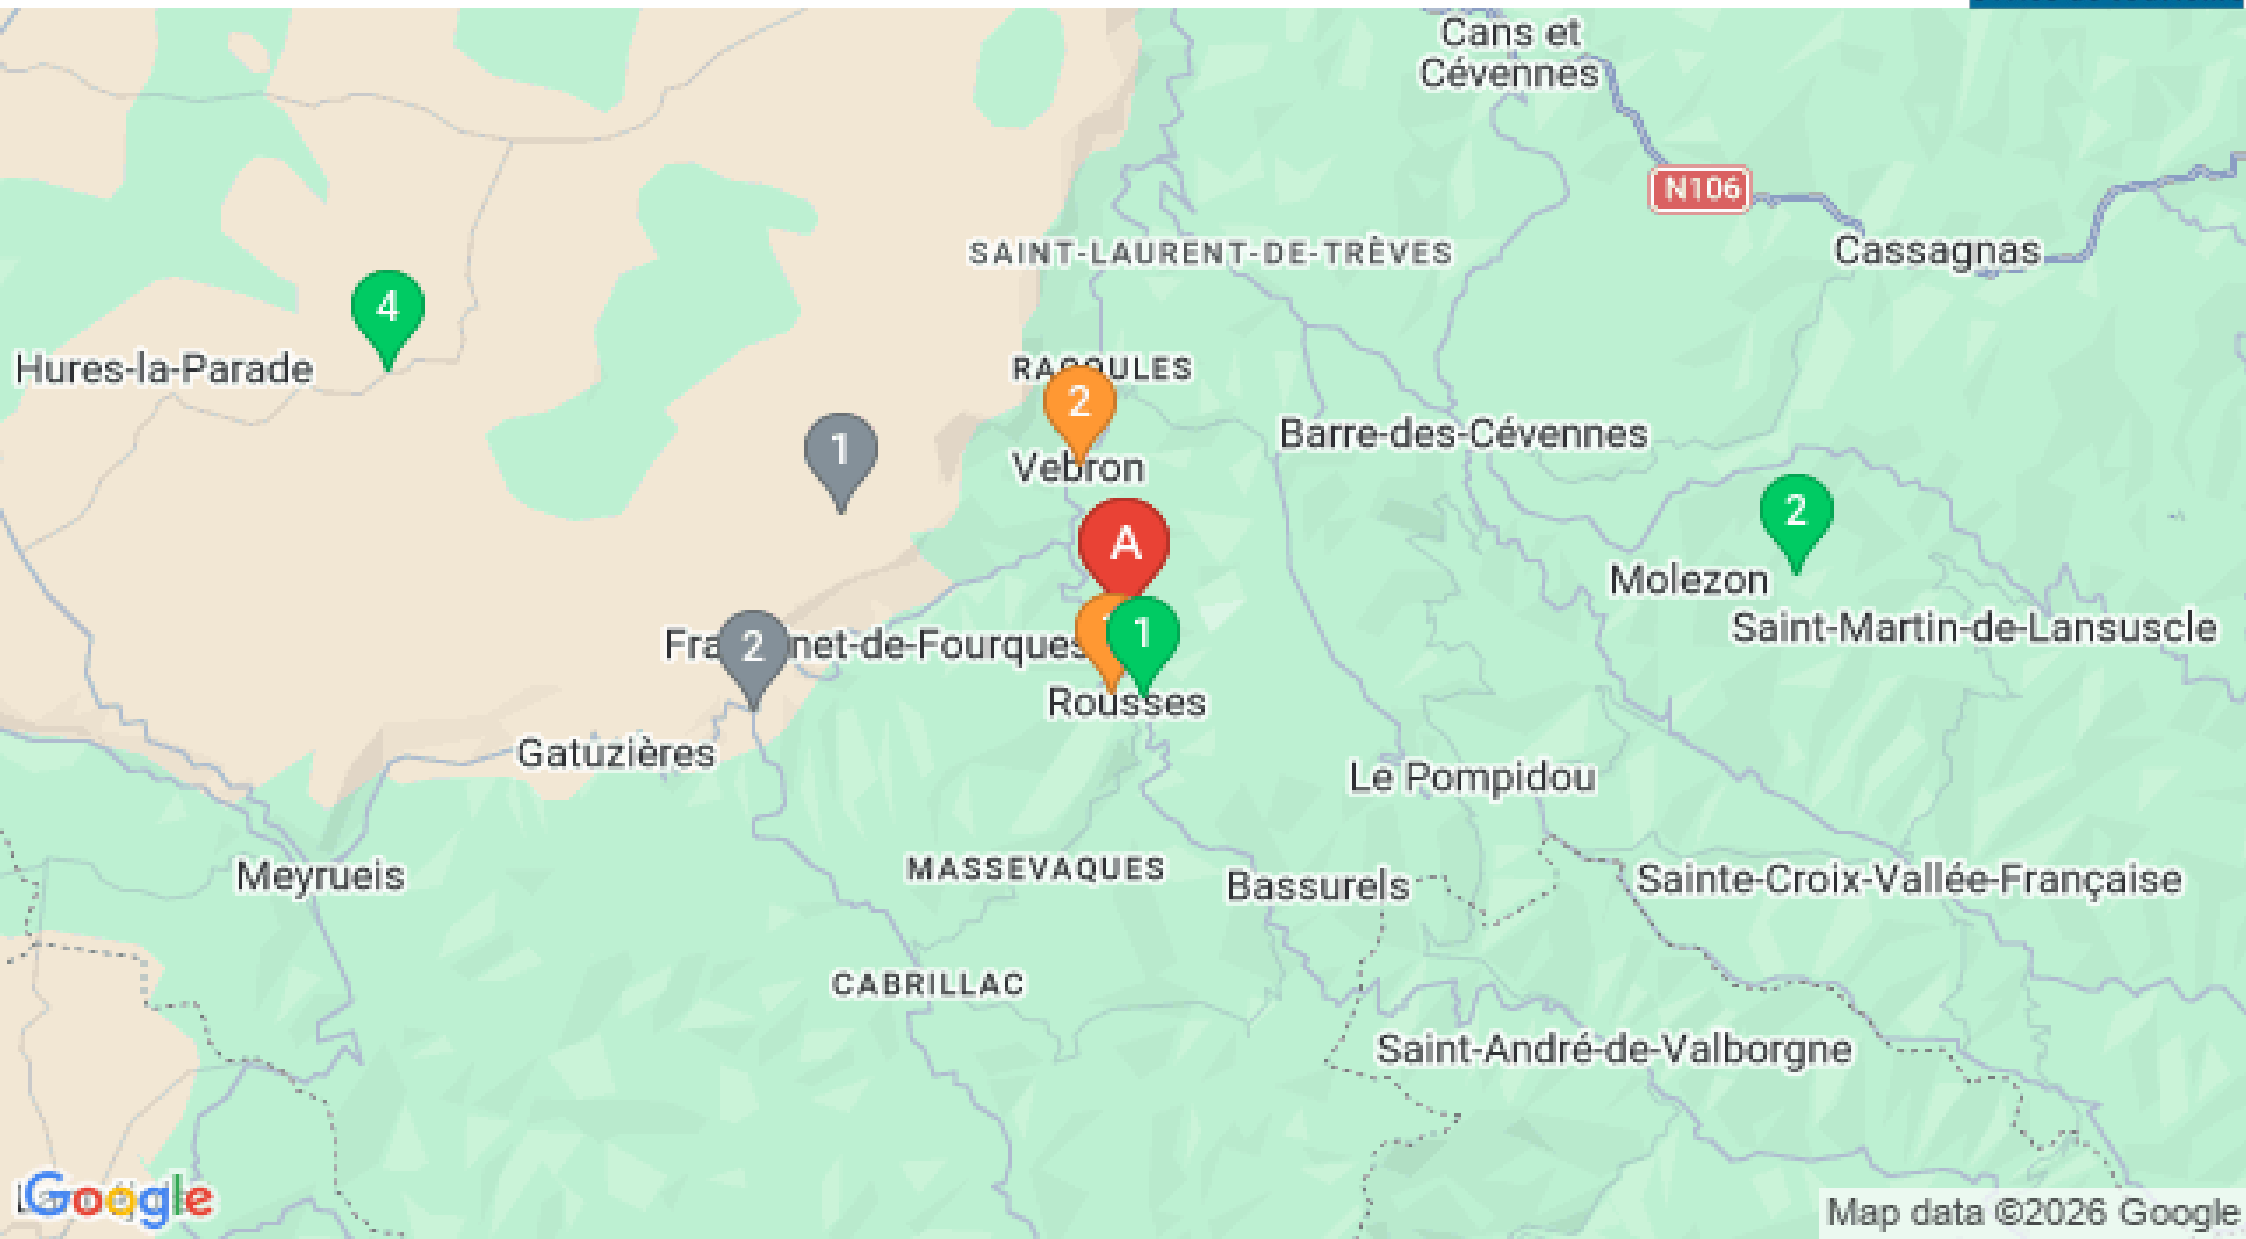 Cans et
Cévennes
N106
SAINT-LAURENT-DE-TRÈVES
Cassagnas
4
Hures-la-Parade
2
1
Barre-des-Cévennes
Vebron
A
2
Molezon
Saint-Martin-de-Lansuscle
2
1
Rousses
Gatuzières
Le Pompidou
MASSEVAQUES
Meyrueis
Bassurels
Sainte-Croix-Vallée-Française
CABRILLAC
Saint-André-de-Valborgne
Google
Map data ©2026 Google